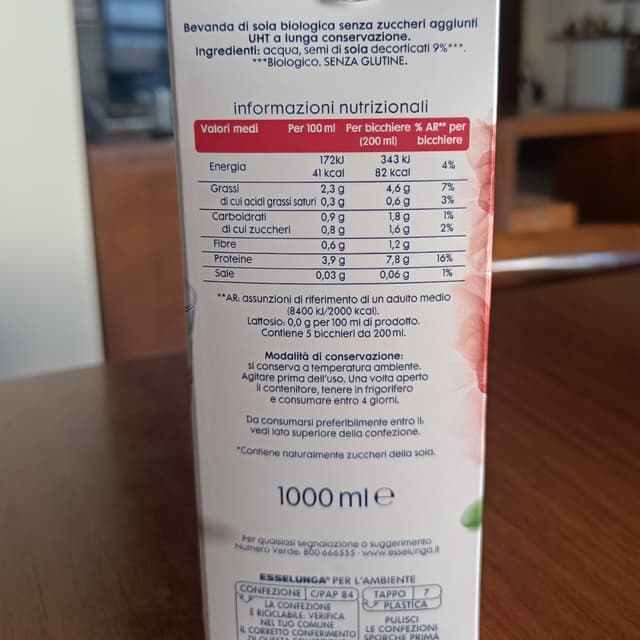 Bevanda di soia biologica senza zuccheri aggiunti
UHT a lunga conservazione.
Ingredienti: acqua, semi di soia decorticati 9%***.
***Biologico. SENZA GLUTINE.
informazioni nutrizionali
Valori medi Per 100 ml Per bicchiere % AR** per
(200 ml) bicchiere
Energia 172kJ 343 kJ 4%
41 kcal 82 kcal
Grassi 2,3 g 4,6 g 7%
di cui acidi grassi saturi 0,3 g 0,6 g 3%
Carboidrati 0,9 g 1,8 g 1%
di cui zuccheri 0,8 g 1,6 g 2%
Fibre 0,6 g 1,2 g
Proteine 3,9 g 7,8 g 16%
Sale 0,03 g 0,06 g 1%
**AR: assunzioni di riferimento di un adulto medio
(8400 kJ/2000 kcal).
Lattosio: 0,0 g per 100 ml di prodotto.
Contiene 5 bicchieri da 200 ml.
Modalità di conservazione:
si conserva a temperatura ambiente.
Agitare prima dell'uso. Una volta aperto
il contenitore, tenere in frigorifero
e consumare entro 4 giorni.
Da consumarsi preferibilmente entro il:
vedi lato superiore della confezione.
*Contiene naturalmente zuccheri della soia.
1000 ml e
Per qualsiasi segnalazione o suggerimento
Numero Verde: 800-666555 - www.esselunga.it
ESSELUNGA® PER L'AMBIENTE
CONFEZIONE C/PAP 84 TAPPO 7
PLASTICA
LA CONFEZIONE
È RICICLABILE: VERIFICA
NEL TUO COMUNE
IL CORRETTO CONFERIMENTO
PULISCI
LE CONFEZIONI
SPORCHE PRIMA